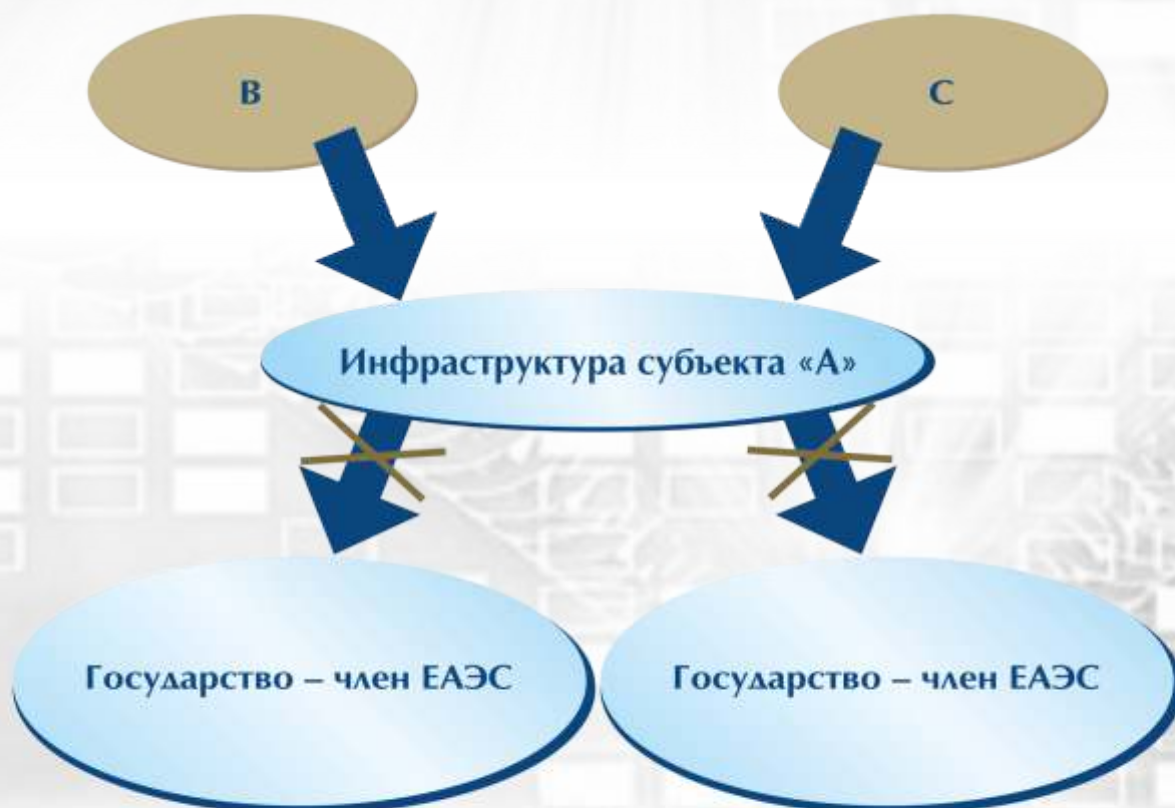 В
С
Инфраструктура субъекта «А»
Государство – член ЕАЭС
Государство – член ЕАЭС